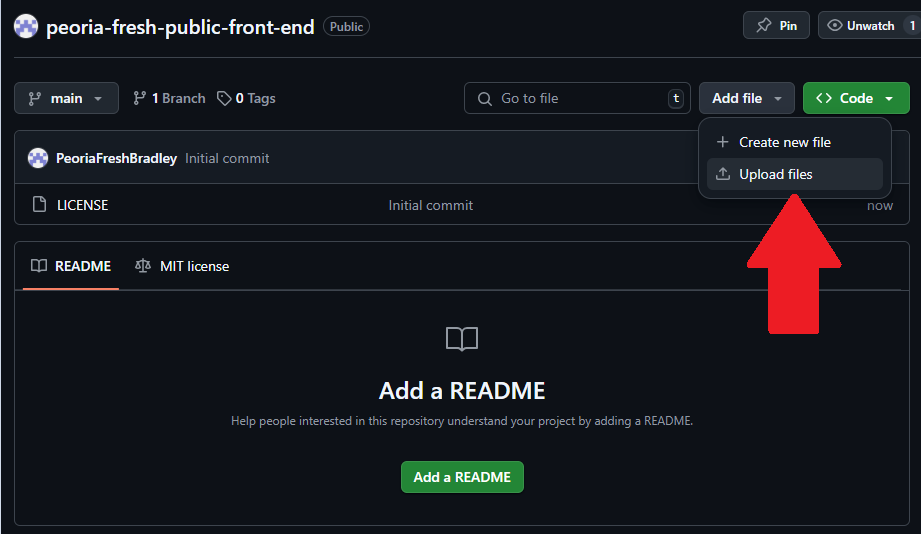 peoria-fresh-public-front-end Public Pin Unwatch 1
main 1 Branch 0 Tags Go to file t Add file <> Code
Create new file
PeoriaFreshBradley Initial commit
Upload files
LICENSE Initial commit now
README MIT license
Add a README
Help people interested in this repository understand your project by adding a README.
Add a README